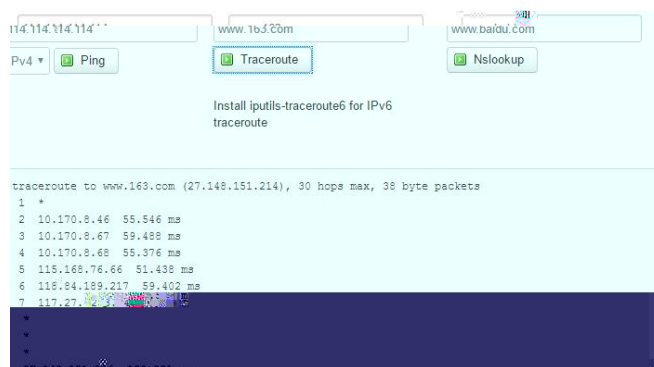 114.114.114.114 www.163.com www.baidu.com
Pv4 Ping Traceroute Nslookup
Install iputils-traceroute6 for IPv6
traceroute
traceroute to www.163.com (27.148.151.214), 30 hops max, 38 byte packets
1 *
2 10.170.8.46 55.546 ms
3 10.170.8.67 59.488 ms
4 10.170.8.68 55.376 ms
5 115.168.76.66 51.438 ms
6 118.84.189.217 59.402 ms
7 117.27.
*
*
*